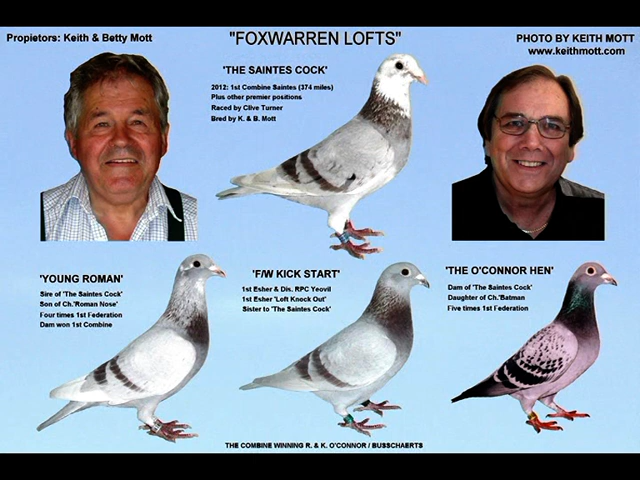 Propietors: Keith & Betty Mott
"FOXWARREN LOFTS"
PHOTO BY KEITH MOTT
www.keithmott.com
'THE SAINTES COCK'
2012: 1st Combine Saintes (374 miles)
Plus other premier positions
Raced by Clive Turner
Bred by K. & B. Mott
'YOUNG ROMAN'
Sire of 'The Saintes Cock'
Son of Ch.'Roman Nose'
Four times 1st Federation
Dam won 1st Combine
'F/W KICK START'
1st Esher & Dis. RPC Yeovil
1st Esher 'Loft Knock Out'
Sister to 'The Saintes Cock'
'THE O'CONNOR HEN'
Dam of 'The Saintes Cock'
Daughter of Ch.'Batman
Five times 1st Federation
THE COMBINE WINNING R. & K. O'CONNOR / BUSSCHAERTS